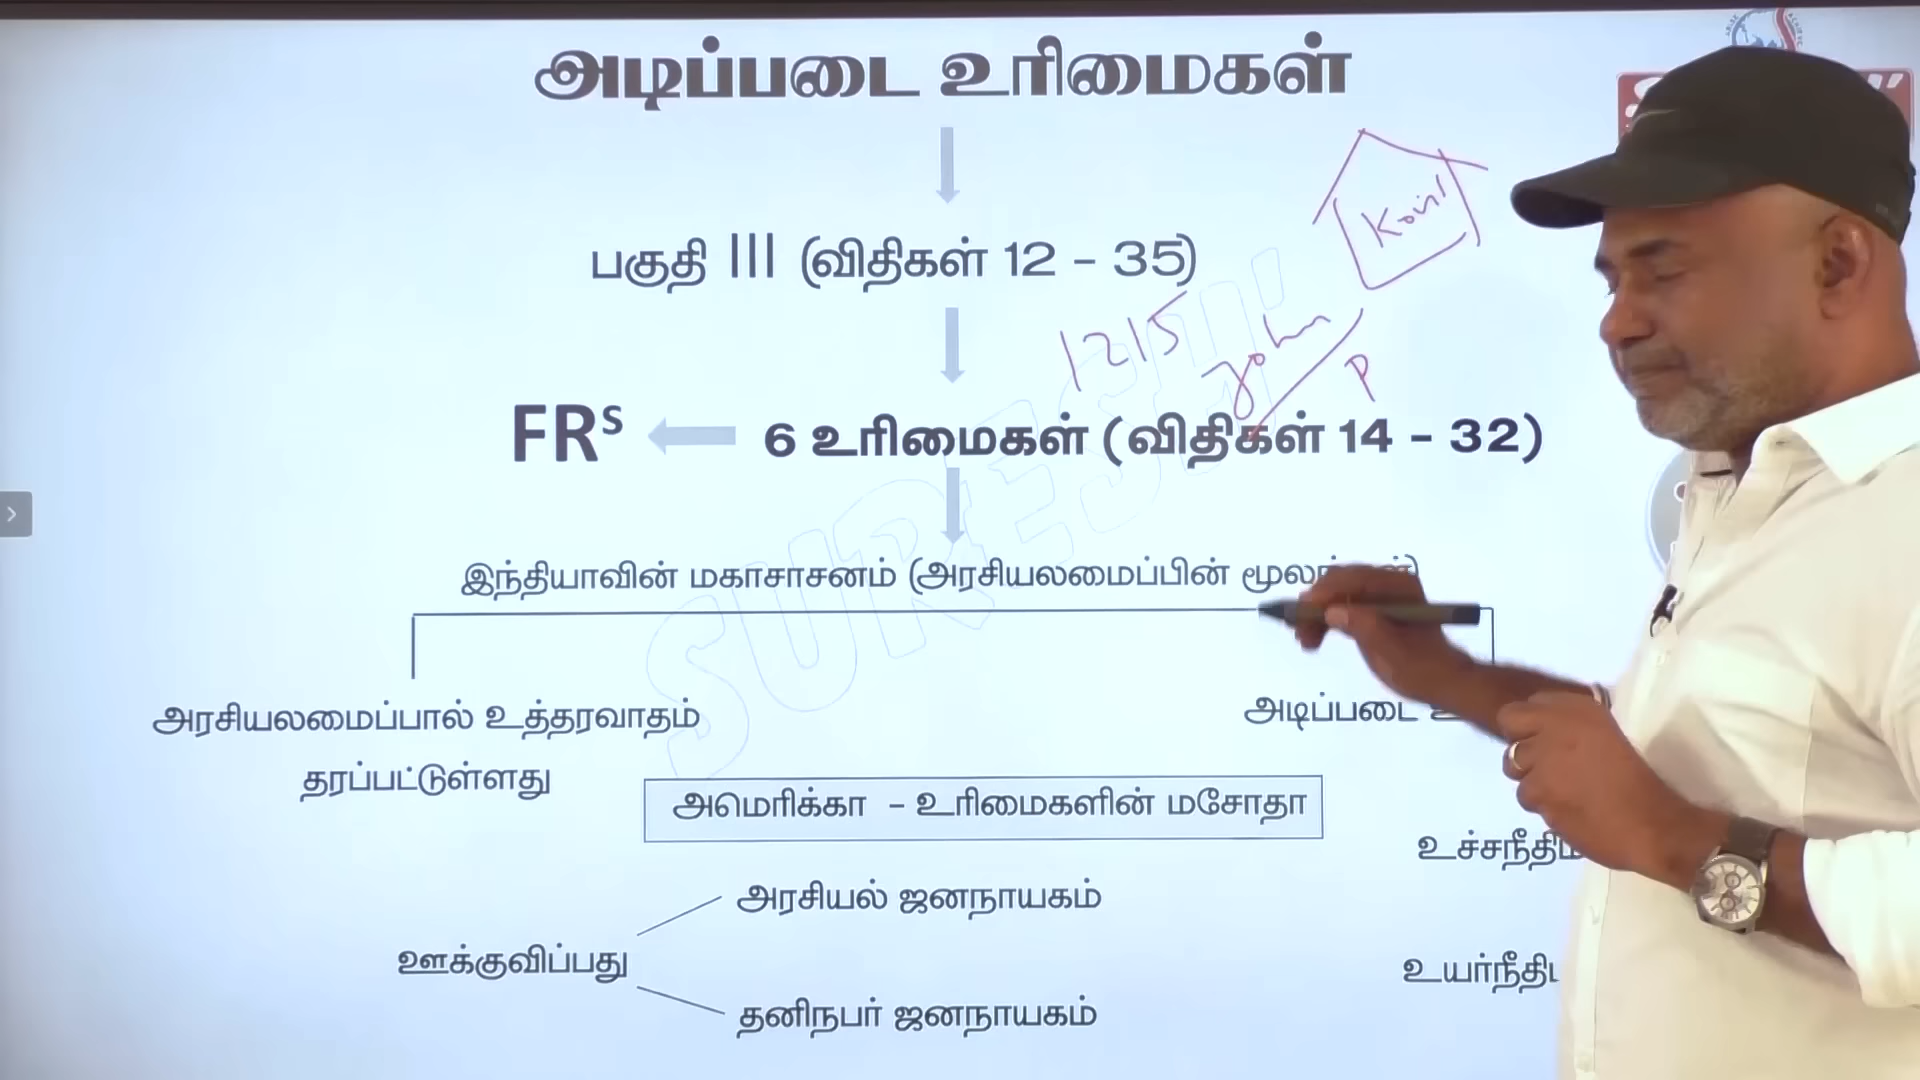 அடிப்படை உரிமைகள்
பகுதி III (விதிகள் 12 – 35)
Kovil
1215
John
P
FRs
6 உரிமைகள் (விதிகள் 14 – 32)
இந்தியாவின் மகாசாசனம் (அரசியலமைப்பின்
அரசியலமைப்பால் உத்தரவாதம்
தரப்பட்டுள்ளது
அடிப்படை
அமெரிக்கா – உரிமைகளின் மசோதா
அரசியல் ஜனநாயகம்
ஊக்குவிப்பது
தனிநபர் ஜனநாயகம்
SURESH'